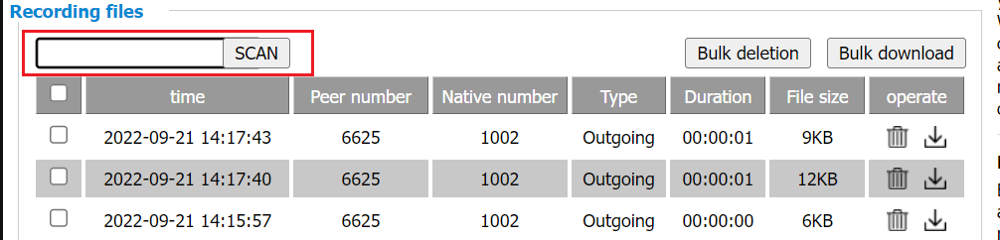 Recording files
SCAN Bulk deletion Bulk download
time Peer number Native number Type Duration File size operate
2022-09-21 14:17:43 6625 1002 Outgoing 00:00:01 9KB
2022-09-21 14:17:40 6625 1002 Outgoing 00:00:01 12KB
2022-09-21 14:15:57 6625 1002 Outgoing 00:00:00 6KB